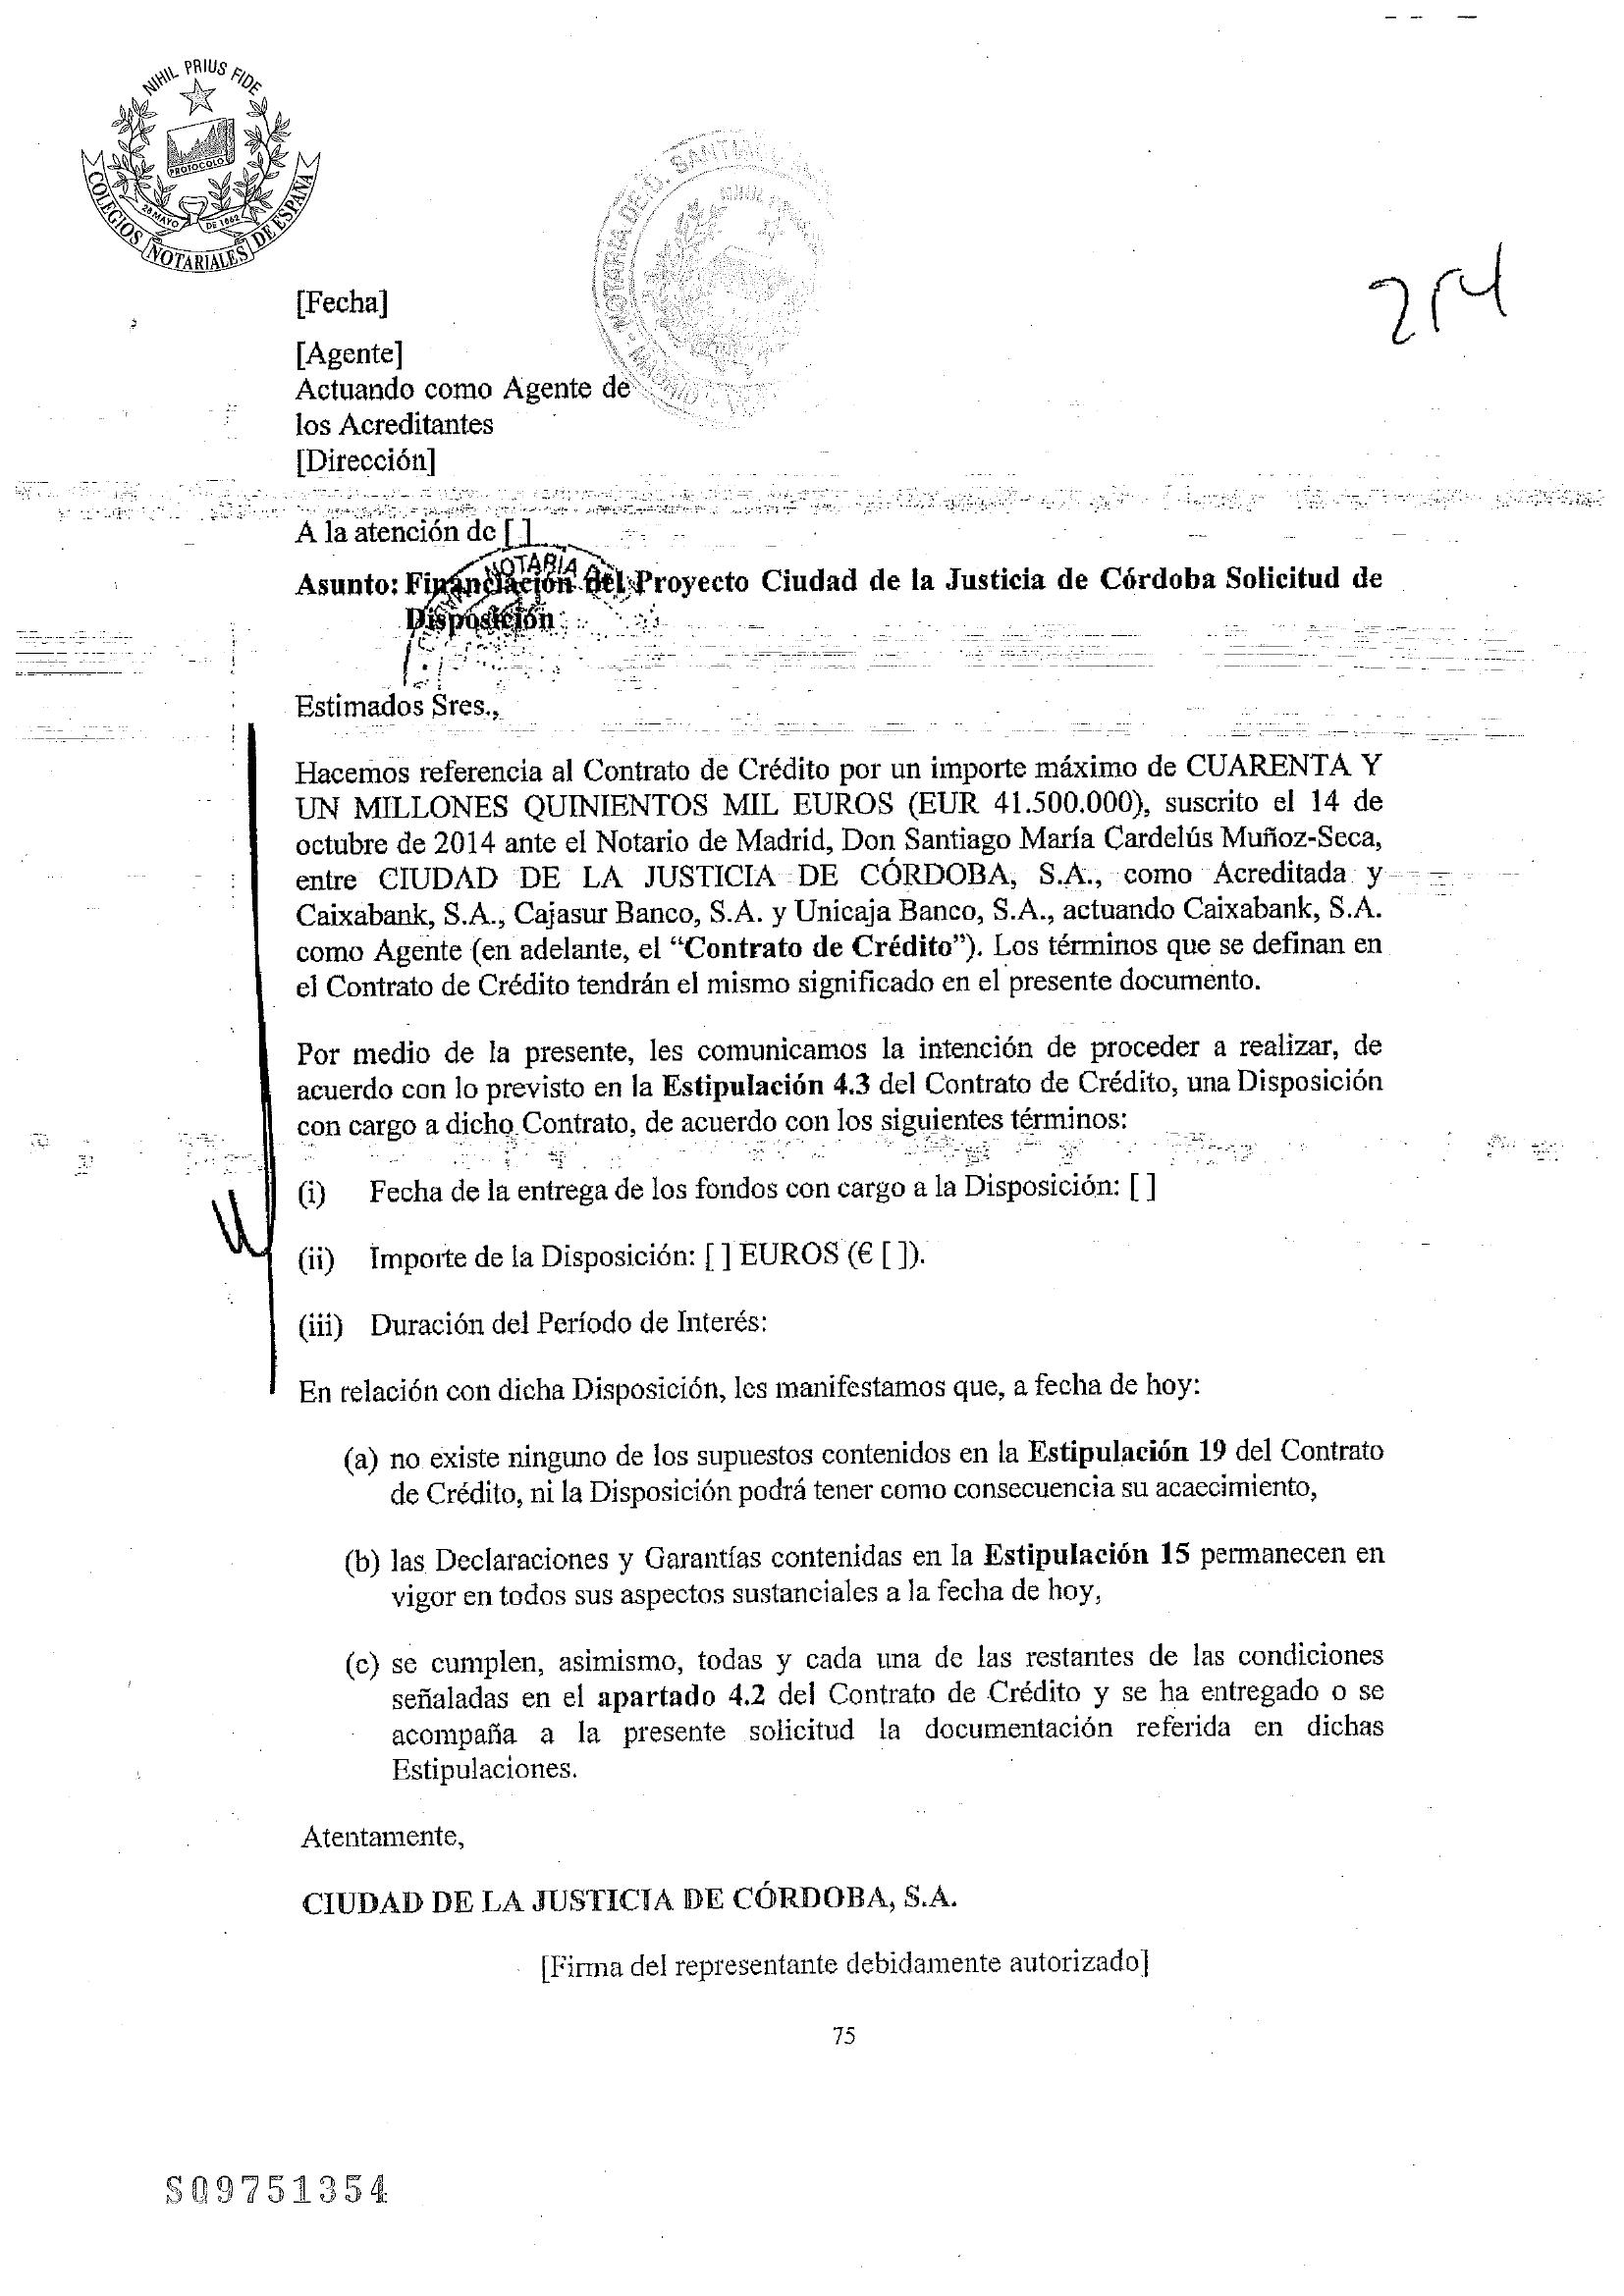 NIHIL PRIUS FIDE
PROTOCOLO
28 MAYO DE 1862
COLEGIOS NOTARIALES DE ESPAÑA
NOTARIA DE D. SANTI
MADRID
214
[Fecha]
[Agente]
Actuando como Agente de
los Acreditantes
[Dirección]
A la atención de [ ]
NOTARIA
Asunto: Financiación del Proyecto Ciudad de la Justicia de Córdoba Solicitud de
Disposición
Estimados Sres.,
Hacemos referencia al Contrato de Crédito por un importe máximo de CUARENTA Y
UN MILLONES QUINIENTOS MIL EUROS (EUR 41.500.000), suscrito el 14 de
octubre de 2014 ante el Notario de Madrid, Don Santiago María Cardelús Muñoz-Seca,
entre CIUDAD DE LA JUSTICIA DE CÓRDOBA, S.A., como Acreditada y
Caixabank, S.A., Cajasur Banco, S.A. y Unicaja Banco, S.A., actuando Caixabank, S.A.
como Agente (en adelante, el “Contrato de Crédito”). Los términos que se definan en
el Contrato de Crédito tendrán el mismo significado en el presente documento.
Por medio de la presente, les comunicamos la intención de proceder a realizar, de
acuerdo con lo previsto en la Estipulación 4.3 del Contrato de Crédito, una Disposición
con cargo a dicho Contrato, de acuerdo con los siguientes términos:
(i) Fecha de la entrega de los fondos con cargo a la Disposición: [ ]
(ii) Importe de la Disposición: [ ] EUROS (€ [ ]).
(iii) Duración del Período de Interés:
En relación con dicha Disposición, les manifestamos que, a fecha de hoy:
(a) no existe ninguno de los supuestos contenidos en la Estipulación 19 del Contrato
de Crédito, ni la Disposición podrá tener como consecuencia su acaecimiento,
(b) las Declaraciones y Garantías contenidas en la Estipulación 15 permanecen en
vigor en todos sus aspectos sustanciales a la fecha de hoy,
(c) se cumplen, asimismo, todas y cada una de las restantes de las condiciones
señaladas en el apartado 4.2 del Contrato de Crédito y se ha entregado o se
acompaña a la presente solicitud la documentación referida en dichas
Estipulaciones.
Atentamente,
CIUDAD DE LA JUSTICIA DE CÓRDOBA, S.A.
[Firma del representante debidamente autorizado]
75
SQ9751354